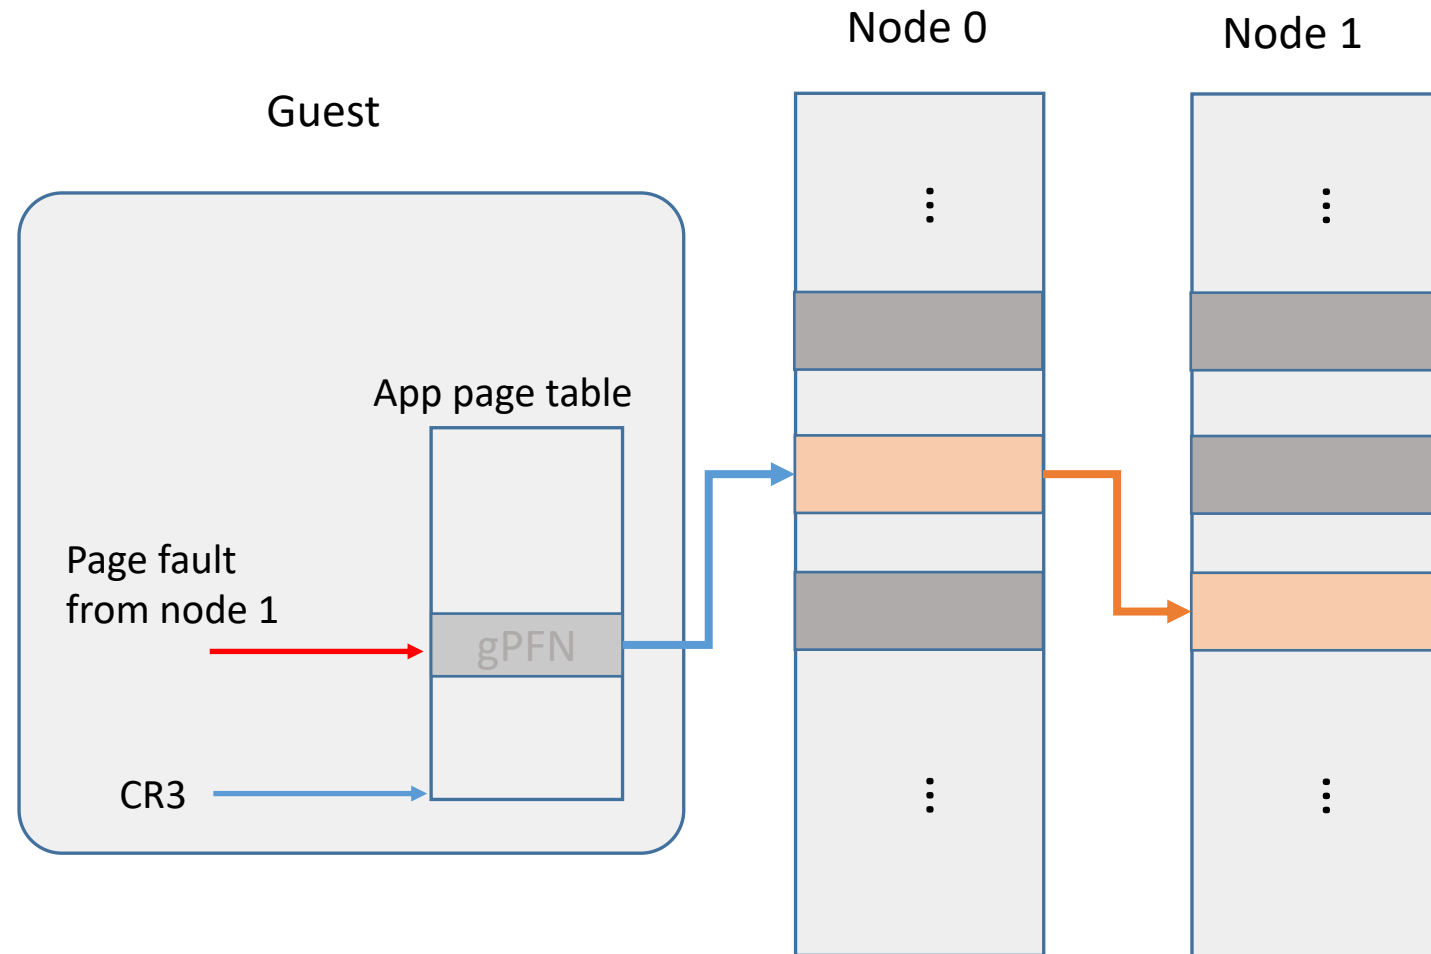 Node 0
Node 1
Guest
App page table
Page fault
from node 1
gPFN
CR3